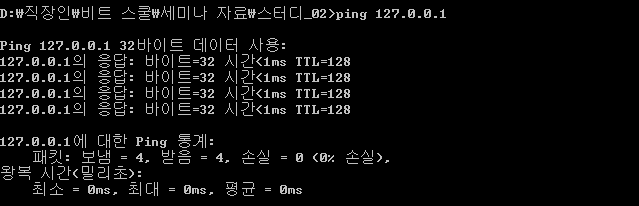 D:₩직장인₩비트 스쿨₩세미나 자료₩스터디_02>ping 127.0.0.1
Ping 127.0.0.1 32바이트 데이터 사용:
127.0.0.1의 응답: 바이트=32 시간<1ms TTL=128
127.0.0.1의 응답: 바이트=32 시간<1ms TTL=128
127.0.0.1의 응답: 바이트=32 시간<1ms TTL=128
127.0.0.1의 응답: 바이트=32 시간<1ms TTL=128
127.0.0.1에 대한 Ping 통계:
패킷: 보냄 = 4, 받음 = 4, 손실 = 0 (0% 손실),
왕복 시간(밀리초):
최소 = 0ms, 최대 = 0ms, 평균 = 0ms